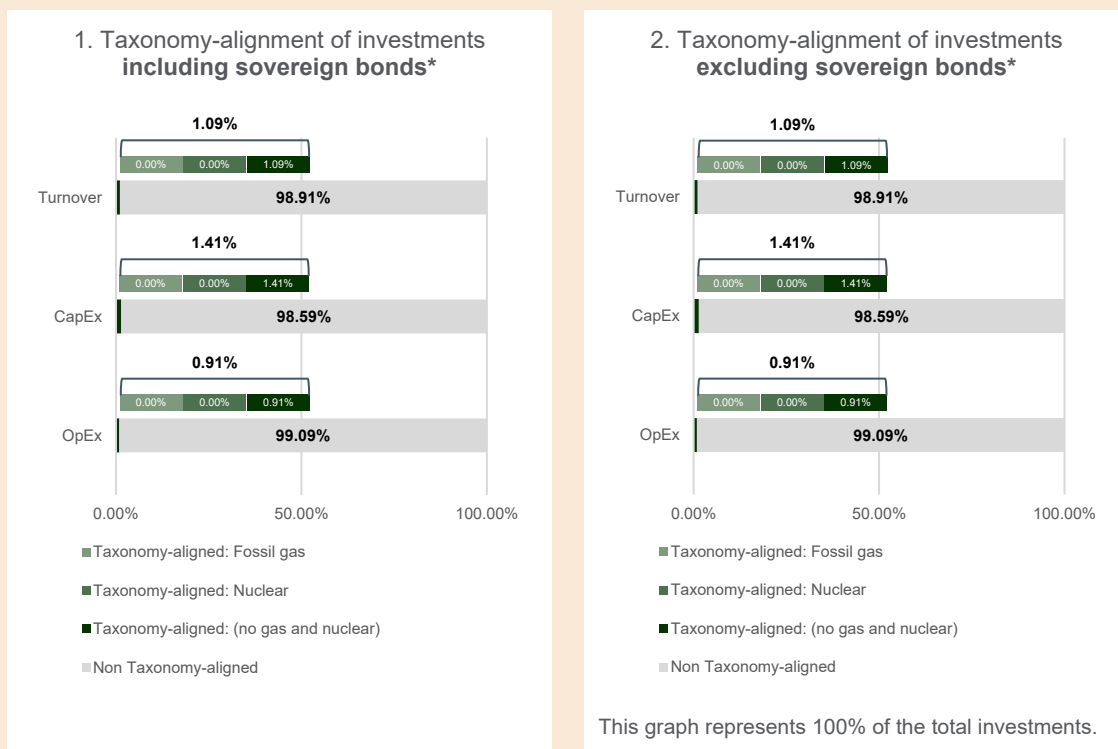 1. Taxonomy-alignment of investments
including sovereign bonds*
1.09%
0.00% 0.00% 1.09%
Turnover 98.91%
1.41%
0.00% 0.00% 1.41%
CapEx 98.59%
0.91%
0.00% 0.00% 0.91%
OpEx 99.09%
0.00% 50.00% 100.00%
Taxonomy-aligned: Fossil gas
Taxonomy-aligned: Nuclear
Taxonomy-aligned: (no gas and nuclear)
Non Taxonomy-aligned
2. Taxonomy-alignment of investments
excluding sovereign bonds*
1.09%
0.00% 0.00% 1.09%
Turnover 98.91%
1.41%
0.00% 0.00% 1.41%
CapEx 98.59%
0.91%
0.00% 0.00% 0.91%
OpEx 99.09%
0.00% 50.00% 100.00%
Taxonomy-aligned: Fossil gas
Taxonomy-aligned: Nuclear
Taxonomy-aligned: (no gas and nuclear)
Non Taxonomy-aligned
This graph represents 100% of the total investments.